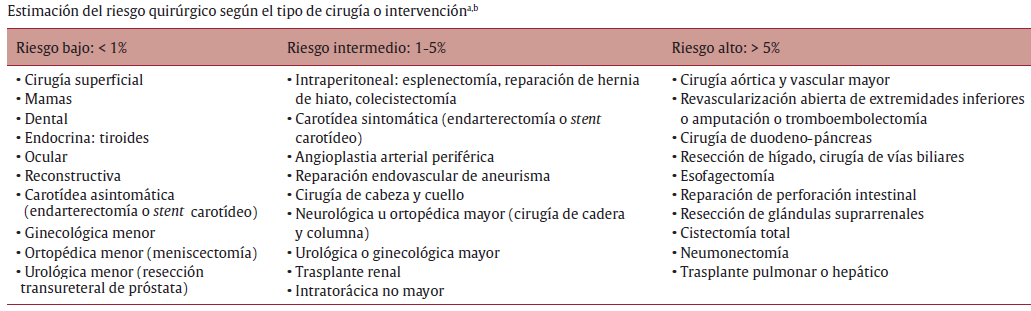 Estimación del riesgo quirúrgico según el tipo de cirugía o intervenciónᵃ,ᵇ
Riesgo bajo: < 1%
• Cirugía superficial
• Mamas
• Dental
• Endocrina: tiroides
• Ocular
• Reconstructiva
• Carotídea asintomática
(endarterectomía o stent carotídeo)
• Ginecológica menor
• Ortopédica menor (meniscectomía)
• Urológica menor (resección
transureteral de próstata)
Riesgo intermedio: 1-5%
• Intraperitoneal: esplenectomía, reparación de hernia
de hiato, colecistectomía
• Carotídea sintomática (endarterectomía o stent
carotídeo)
• Angioplastia arterial periférica
• Reparación endovascular de aneurisma
• Cirugía de cabeza y cuello
• Neurológica u ortopédica mayor (cirugía de cadera
y columna)
• Urológica o ginecológica mayor
• Trasplante renal
• Intratorácica no mayor
Riesgo alto: > 5%
• Cirugía aórtica y vascular mayor
• Revascularización abierta de extremidades inferiores
o amputación o tromboembolectomía
• Cirugía de duodeno-páncreas
• Resección de hígado, cirugía de vías biliares
• Esofagectomía
• Reparación de perforación intestinal
• Resección de glándulas suprarrenales
• Cistectomía total
• Neumonectomía
• Trasplante pulmonar o hepático